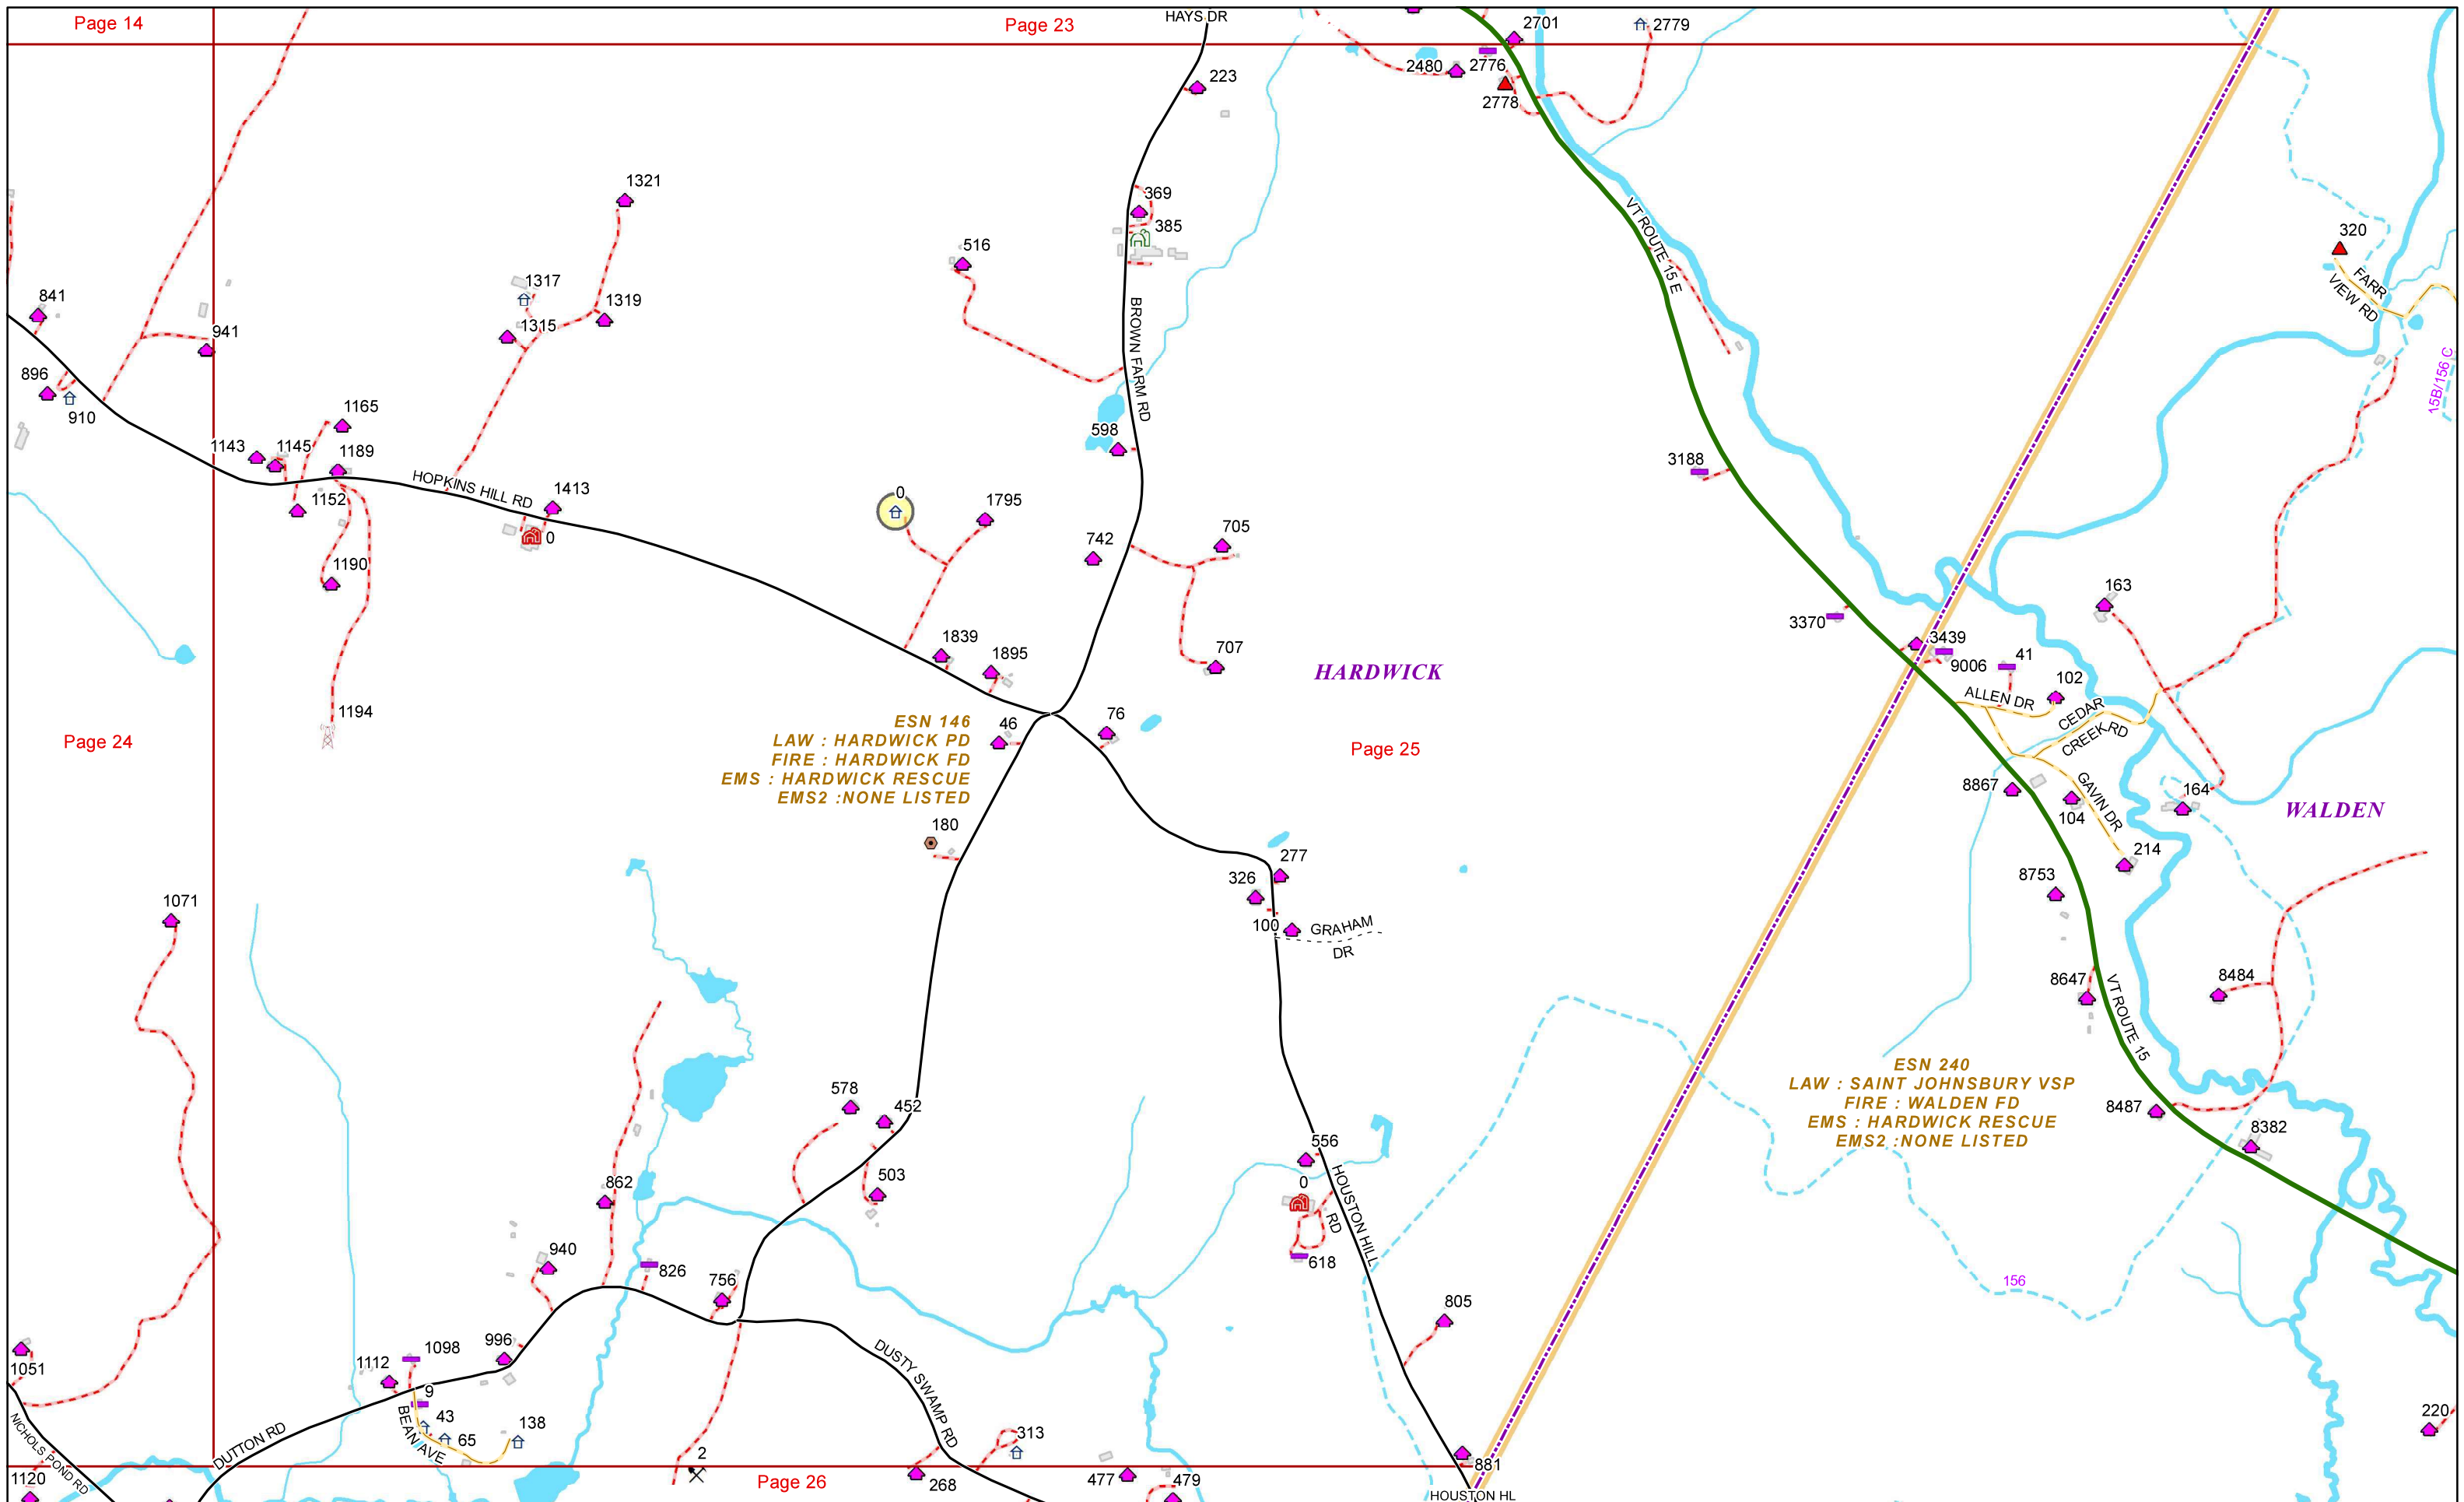 Page 14
Page 23
HAYS DR
2701
2779
2480
2776
2778
223
1321
369
385
516
VT ROUTE 15 E
320
FARR
VIEW RD
841
1317
1319
1315
941
BROWN FARM RD
15B/156 C
896
910
1165
1143
1145
1189
598
3188
1152
HOPKINS HILL RD
1413
0
0
1795
742
705
1190
163
3370
1839
1895
707
HARDWICK
3439
9006
41
102
ALLEN DR
CEDAR
CREEK RD
1194
Page 24
ESN 146
LAW : HARDWICK PD
FIRE : HARDWICK FD
EMS : HARDWICK RESCUE
EMS2 :NONE LISTED
46
76
Page 25
8867
GAVIN DR
104
164
WALDEN
180
277
326
214
8753
1071
100
GRAHAM
DR
8647
VT ROUTE 15
8484
578
452
ESN 240
LAW : SAINT JOHNSBURY VSP
FIRE : WALDEN FD
EMS : HARDWICK RESCUE
EMS2 :NONE LISTED
8487
8382
556
503
862
0
HOUSTON HILL
RD
618
940
826
756
156
805
1051
1112
1098
996
9
43
65
138
BEAN AVE
DUTTON RD
DUSTY SWAMP RD
NICHOLS POND RD
313
220
1120
2
Page 26
268
477
479
881
HOUSTON HL